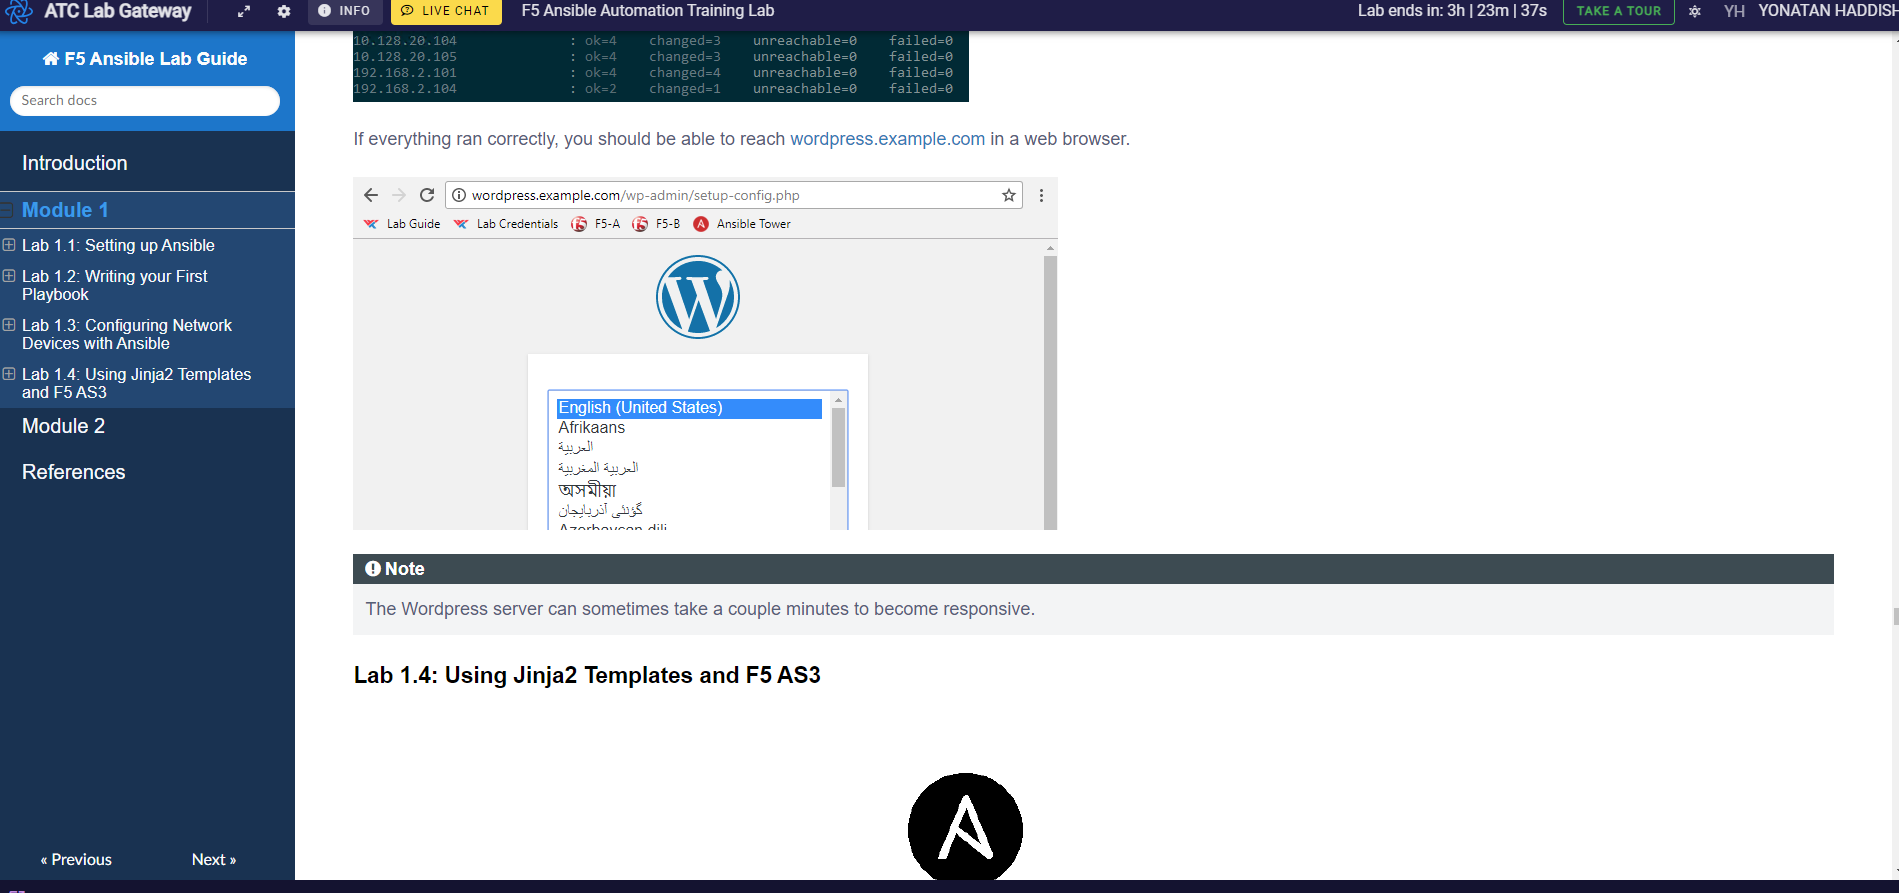 ATC Lab Gateway
INFO
LIVE CHAT
F5 Ansible Automation Training Lab
Lab ends in: 3h | 23m | 37s
TAKE A TOUR
YH
YONATAN HADDISH
F5 Ansible Lab Guide
Search docs
Introduction
Module 1
Lab 1.1: Setting up Ansible
Lab 1.2: Writing your First
Playbook
Lab 1.3: Configuring Network
Devices with Ansible
Lab 1.4: Using Jinja2 Templates
and F5 AS3
Module 2
References
« Previous
Next »
10.128.20.104 : ok=4 changed=3 unreachable=0 failed=0
10.128.20.105 : ok=4 changed=3 unreachable=0 failed=0
192.168.2.101 : ok=4 changed=4 unreachable=0 failed=0
192.168.2.104 : ok=2 changed=1 unreachable=0 failed=0
If everything ran correctly, you should be able to reach wordpress.example.com in a web browser.
wordpress.example.com/wp-admin/setup-config.php
Lab Guide
Lab Credentials
F5-A
F5-B
Ansible Tower
English (United States)
Afrikaans
العربية
العربية المغربية
অসমীয়া
گؤنئی آذربایجان
Azərbaycan dili
Note
The Wordpress server can sometimes take a couple minutes to become responsive.
Lab 1.4: Using Jinja2 Templates and F5 AS3